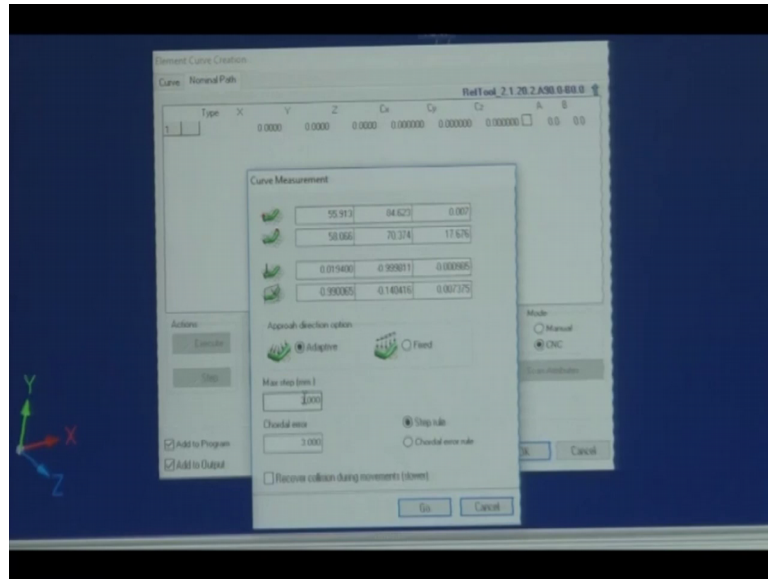 Element Curve Creation
Curve Nominal Path
RefTool_2.1.20.2.A90.0-B0.0
Type X Y Z Cx Cy Cz A B
1 0.0000 0.0000 0.0000 0.000000 0.000000 0.000000 0.0 0.0
Curve Measurement
55.913 84.623 0.007
58.066 70.374 17.676
0.019400 -0.999811 -0.000905
-0.990065 -0.140416 0.007375
Approah direction option
Adaptive
Fixed
Max step (mm.)
3.000
Chordal error
3.000
Step rule
Chordal error rule
Recover collision during movements (slower)
Go Cancel
Actions
Execute
Stop
Add to Program
Add to Output
Mode
Manual
CNC
Cancel
Y
X
Z